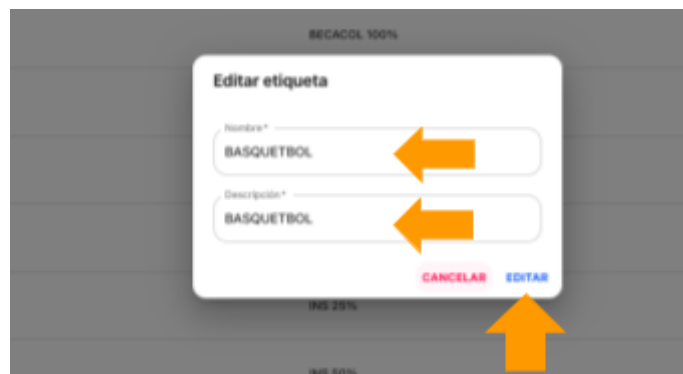 BECACOL 100%
Editar etiqueta
Nombre*
BASQUETBOL
Descripción*
BASQUETBOL
CANCELAR EDITAR
INS 25%
INS 50%